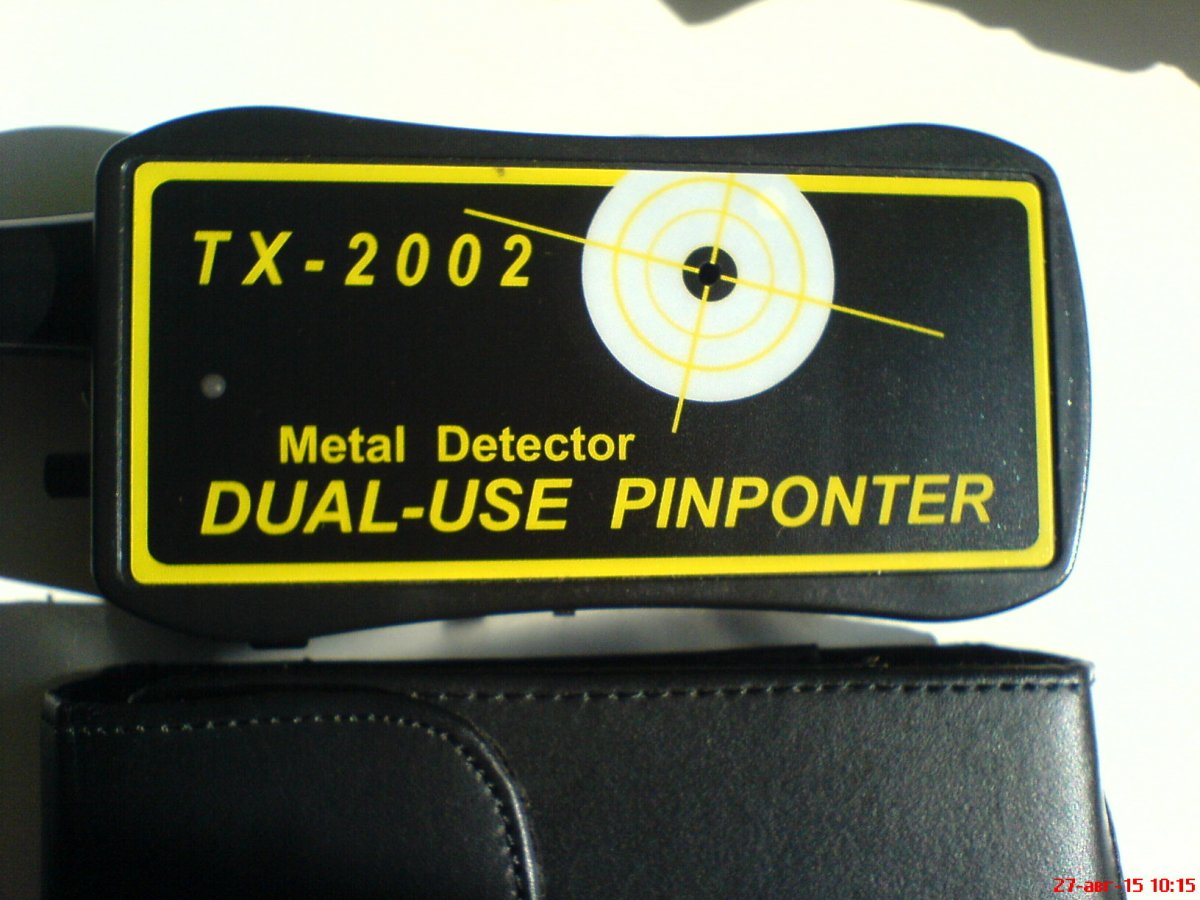 TX-2002
Metal Detector
DUAL-USE PINPONTER
27-авг-15 10:15